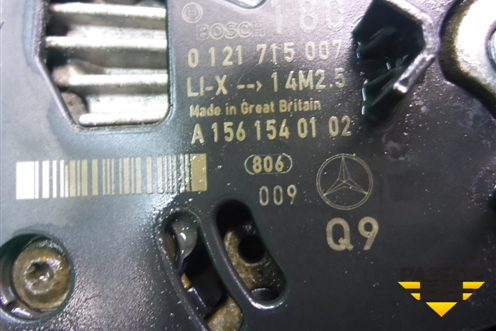 BOSCH 180
0 121 715 007
LI-X --> 14M2.5
Made in Great Britain
A 156 154 01 02
806
009
Q9